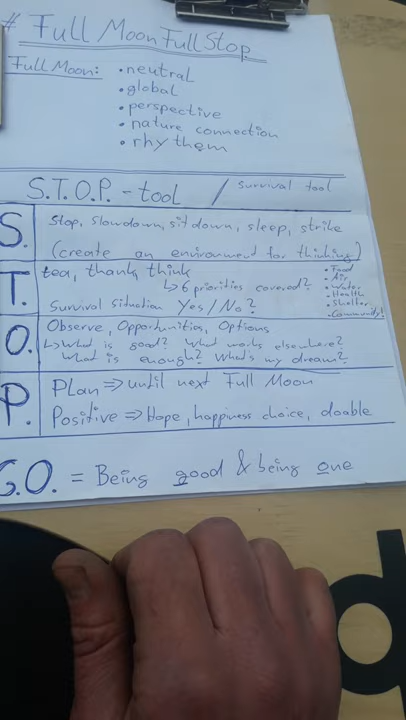 # Full Moon Full Stop
Full Moon:
• neutral
• global
• perspective
• nature connection
• rhythem
S.T.O.P. - tool / survival tool
S. Stop, slowdown, sit down, sleep, strike
(create an environment for thinking)
T. tea, thank, think
↳ 6 priorities covered?
Survival situation Yes/No?
• Food
• Air
• Water
• Health
• Shelter
• Community!
O. Observe, Opportunities, Options
↳ What is good? What works elsewhere?
What is enough? What's my dream?
P. Plan ⇒ until next Full Moon
Positive ⇒ Hope, happiness choice, doable
G.O. = Being good & being one